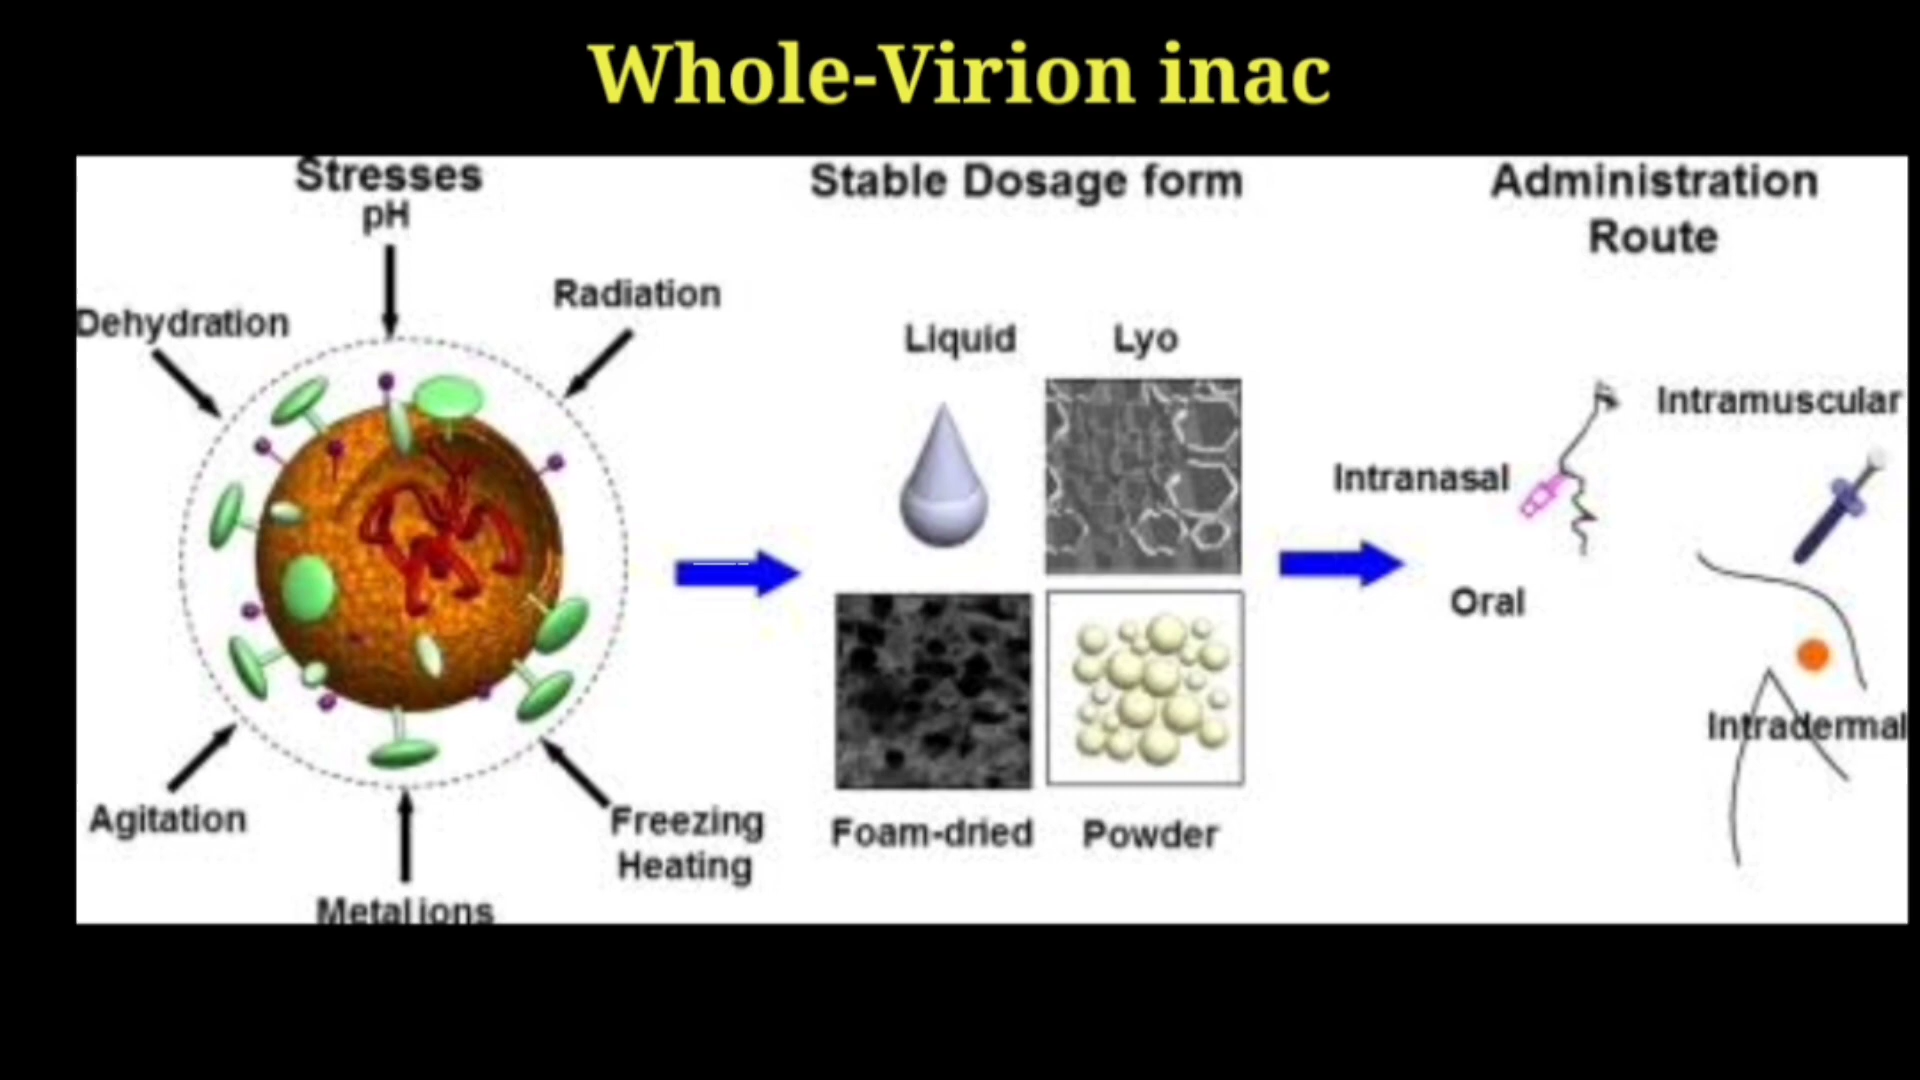 Whole-Virion inac
Stresses
pH
Dehydration
Radiation
Agitation
Metal ions
Freezing
Heating
Stable Dosage form
Liquid
Lyo
Foam-dried
Powder
Administration
Route
Intramuscular
Intranasal
Oral
Intradermal